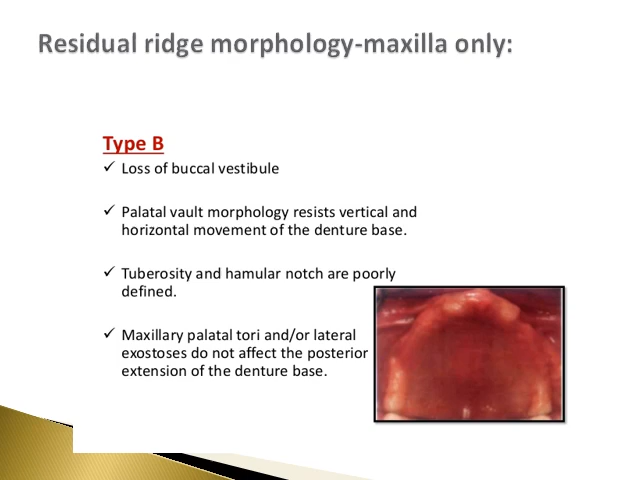 Residual ridge morphology-maxilla only:
Type B
✓ Loss of buccal vestibule
✓ Palatal vault morphology resists vertical and
horizontal movement of the denture base.
✓ Tuberosity and hamular notch are poorly
defined.
✓ Maxillary palatal tori and/or lateral
exostoses do not affect the posterior
extension of the denture base.